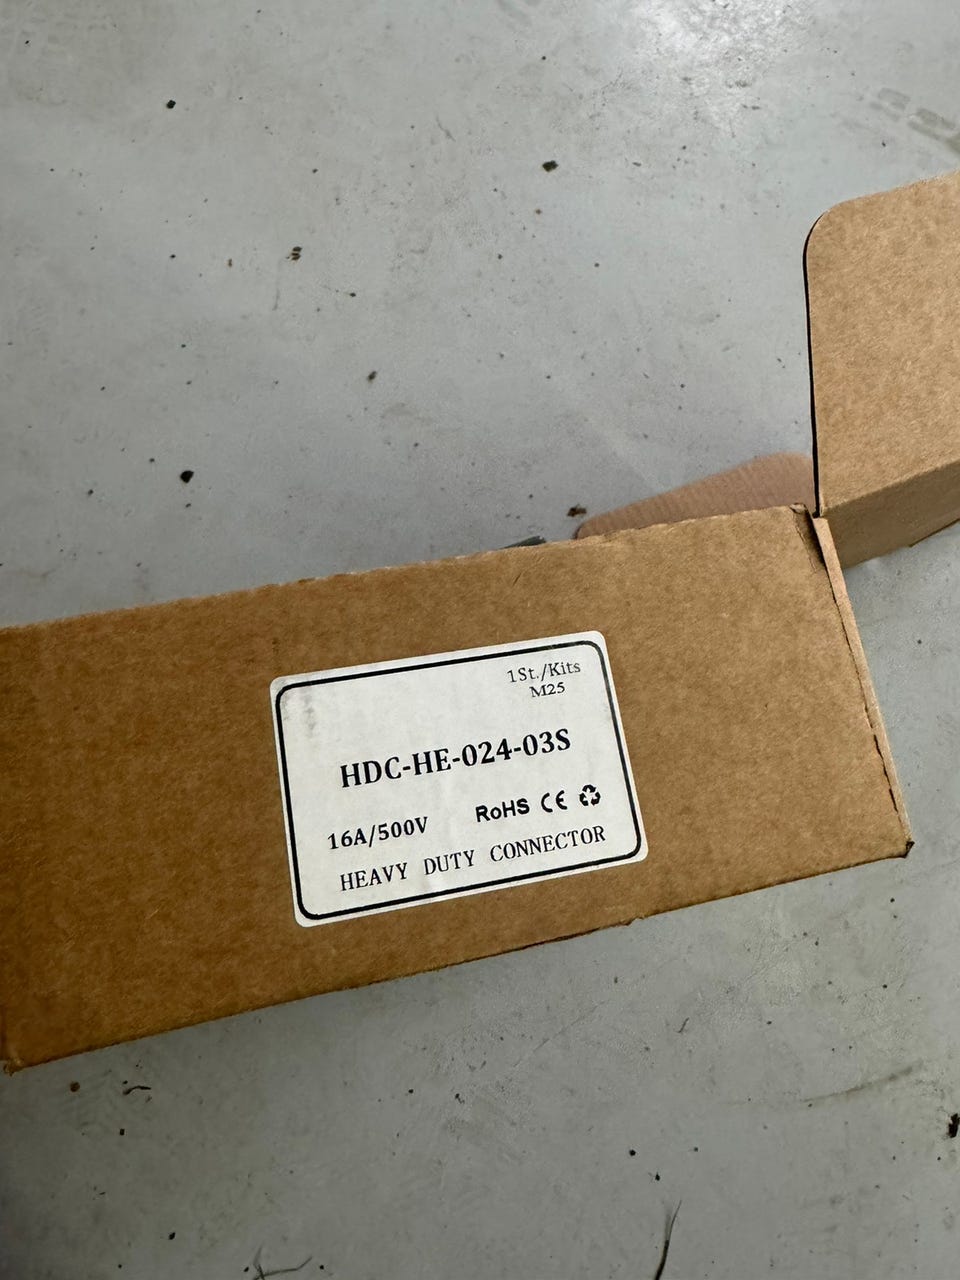 1St./Kits
M25
HDC-HE-024-03S
16A/500V RoHS CE
HEAVY DUTY CONNECTOR